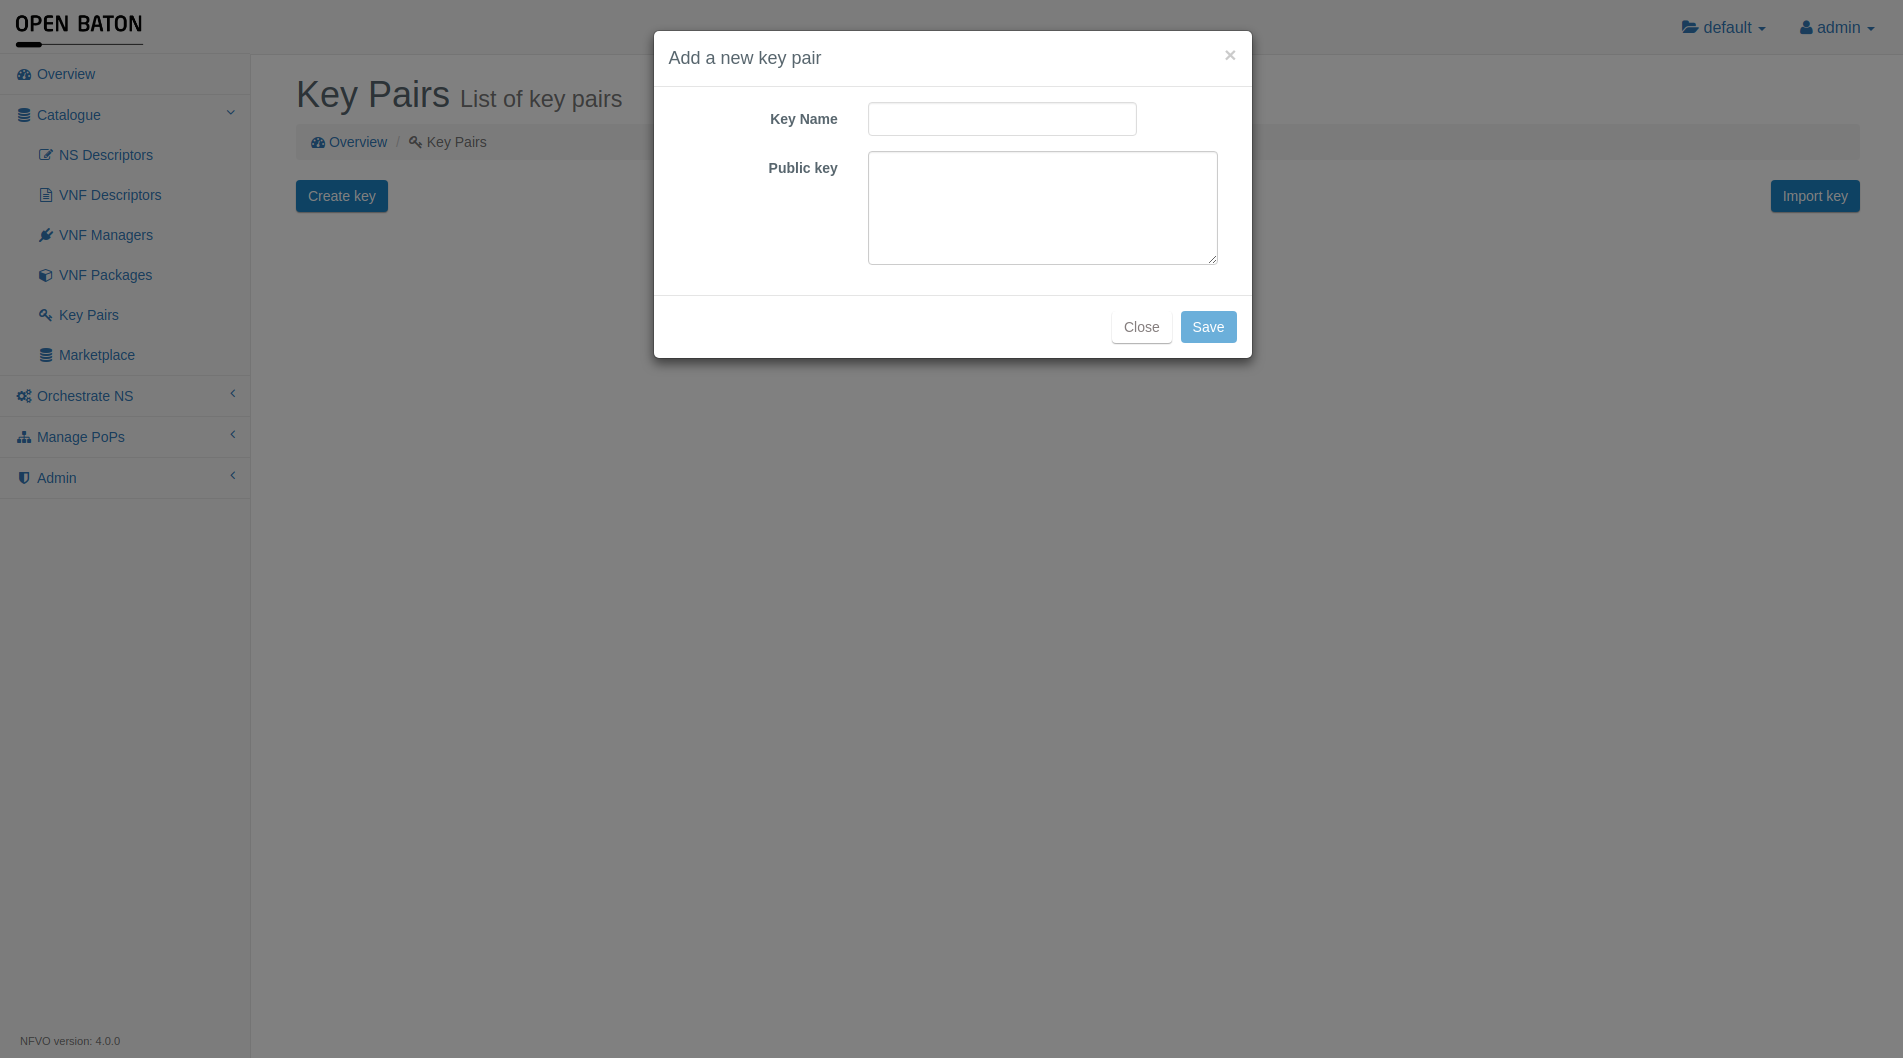 OPEN BATON
default
admin
Overview
Catalogue
NS Descriptors
VNF Descriptors
VNF Managers
VNF Packages
Key Pairs
Marketplace
Orchestrate NS
Manage PoPs
Admin
NFVO version: 4.0.0
Key Pairs List of key pairs
Overview / Key Pairs
Create key
Import key
Add a new key pair ×
Key Name
Public key
Close
Save